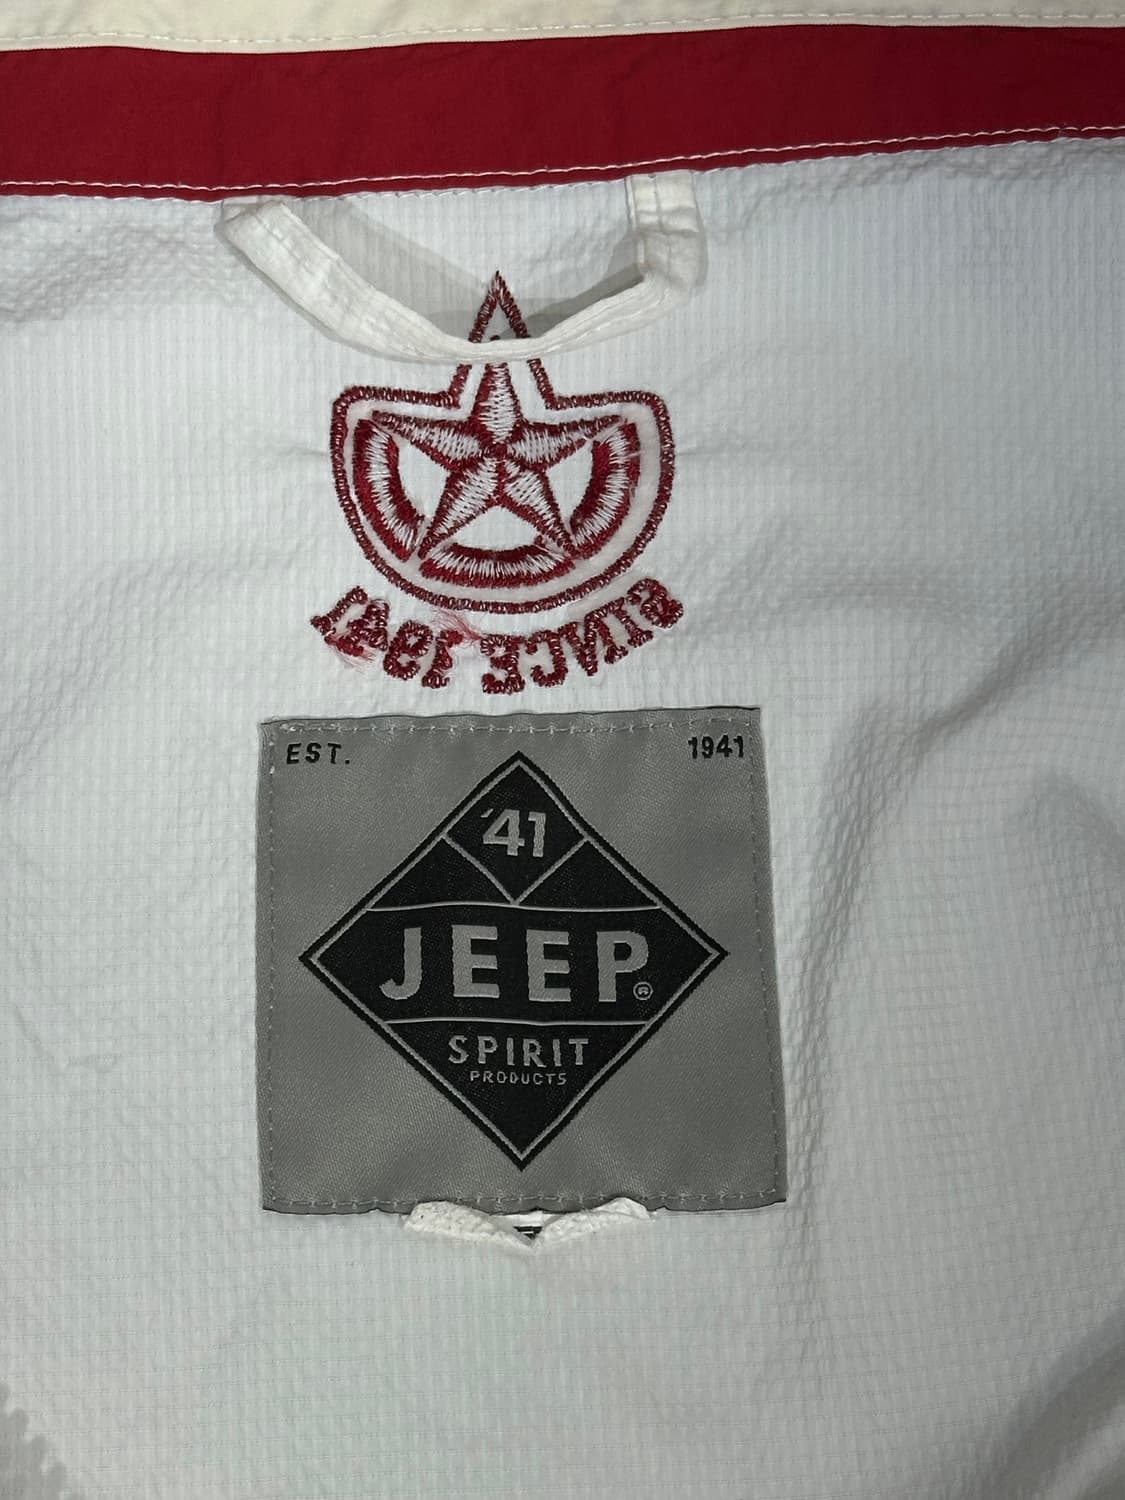 SINCE 1941
EST. 1941
'41
JEEP®
SPIRIT
PRODUCTS